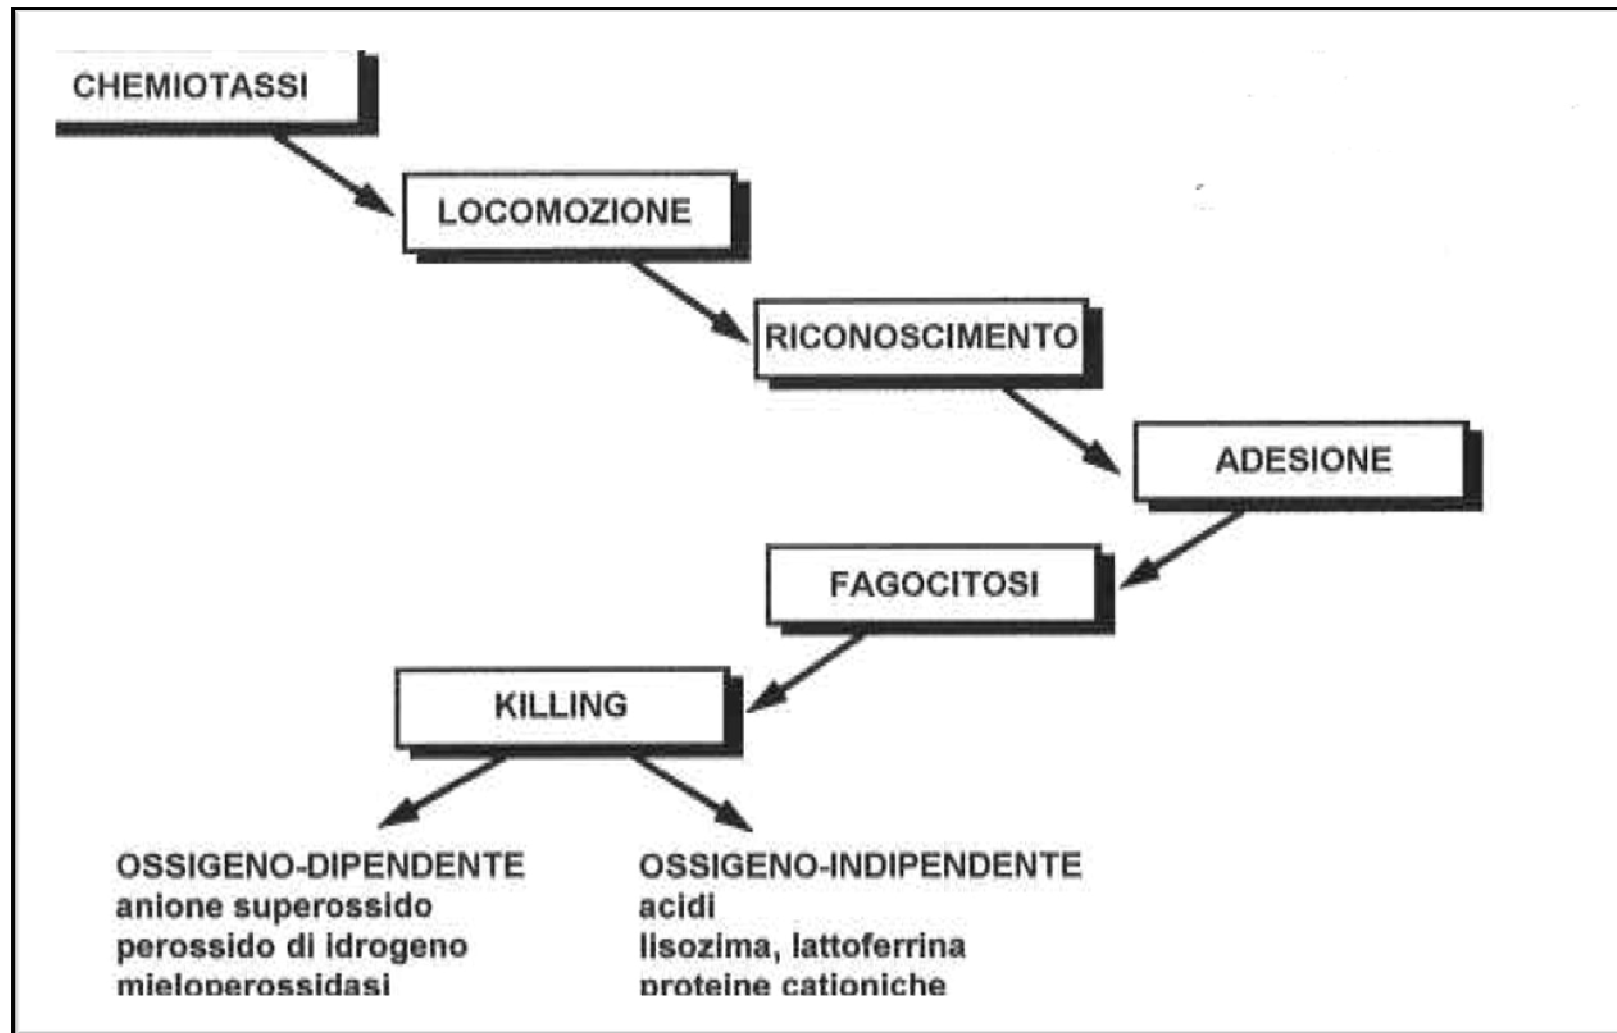 CHEMIOTASSI
LOCOMOZIONE
RICONOSCIMENTO
ADESIONE
FAGOCITOSI
KILLING
OSSIGENO-DIPENDENTE
anione superossido
perossido di idrogeno
mieloperossidasi
OSSIGENO-INDIPENDENTE
acidi
lisozima, lattoferrina
proteine cationiche